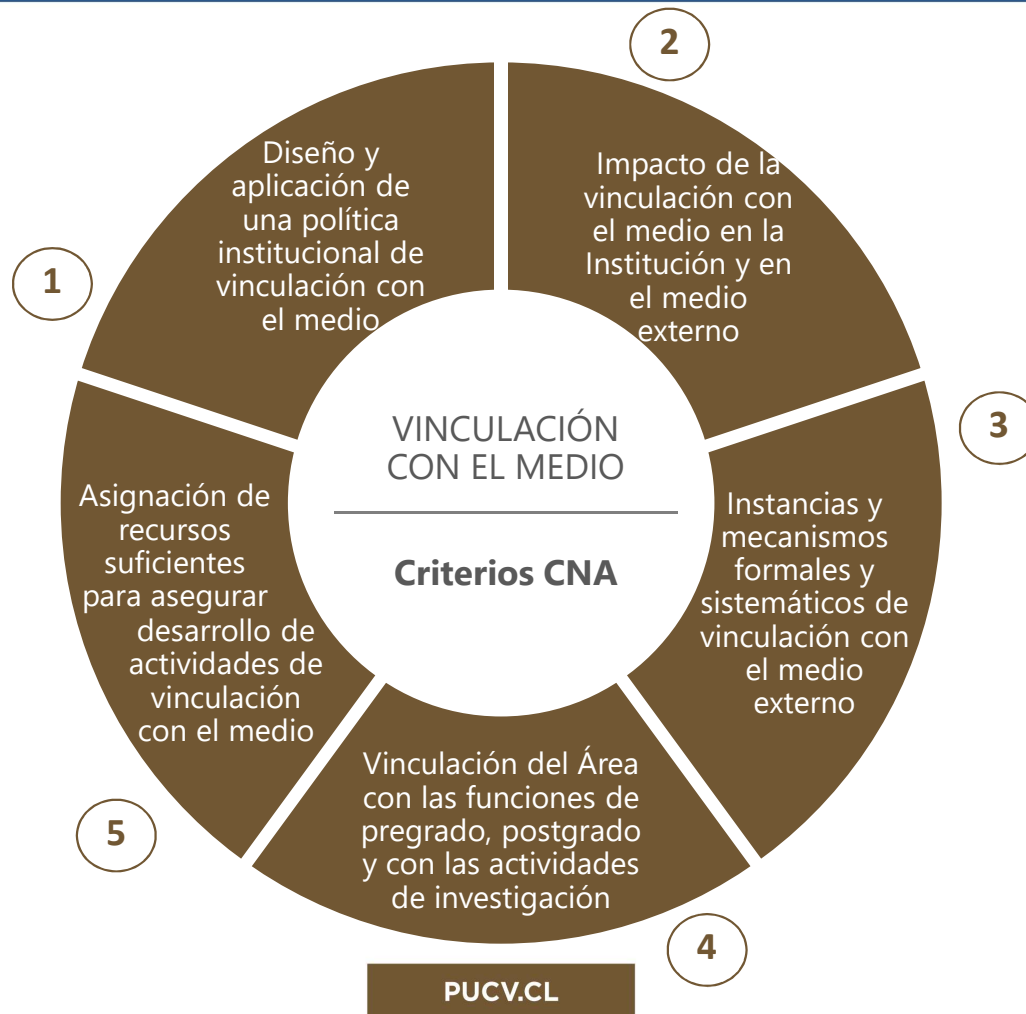 1
Diseño y
aplicación de
una política
institucional de
vinculación con
el medio
2
Impacto de la
vinculación con
el medio en la
Institución y en
el medio
externo
3
Instancias y
mecanismos
formales y
sistemáticos de
vinculación con
el medio
externo
4
Vinculación del Área
con las funciones de
pregrado, postgrado
y con las actividades
de investigación
5
Asignación de
recursos
suficientes
para asegurar
desarrollo de
actividades de
vinculación
con el medio
VINCULACIÓN
CON EL MEDIO
Criterios CNA
PUCV.CL